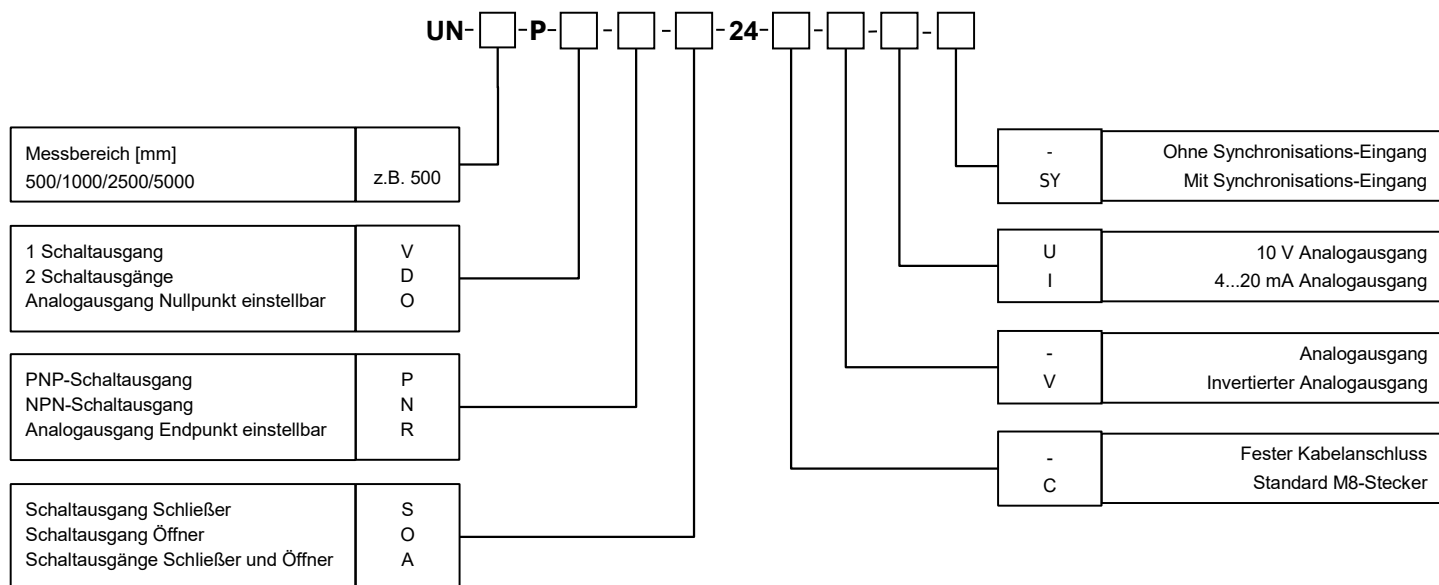 UN- -P- - - -24- - - -
Messbereich [mm]
500/1000/2500/5000
z.B. 500
1 Schaltausgang V
2 Schaltausgänge D
Analogausgang Nullpunkt einstellbar O
PNP-Schaltausgang P
NPN-Schaltausgang N
Analogausgang Endpunkt einstellbar R
Schaltausgang Schließer S
Schaltausgang Öffner O
Schaltausgänge Schließer und Öffner A
- Ohne Synchronisations-Eingang
SY Mit Synchronisations-Eingang
U 10 V Analogausgang
I 4...20 mA Analogausgang
- Analogausgang
V Invertierter Analogausgang
- Fester Kabelanschluss
C Standard M8-Stecker